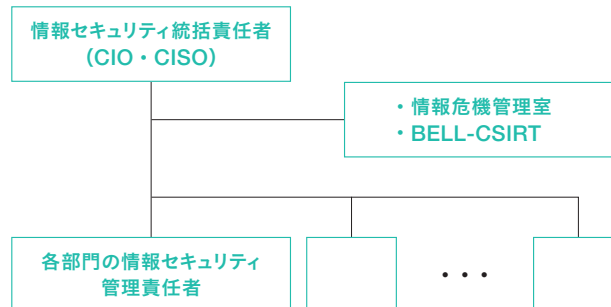 情報セキュリティ統括責任者
(CIO・CISO)
・情報危機管理室
・BELL-CSIRT
各部門の情報セキュリティ
管理責任者
・・・